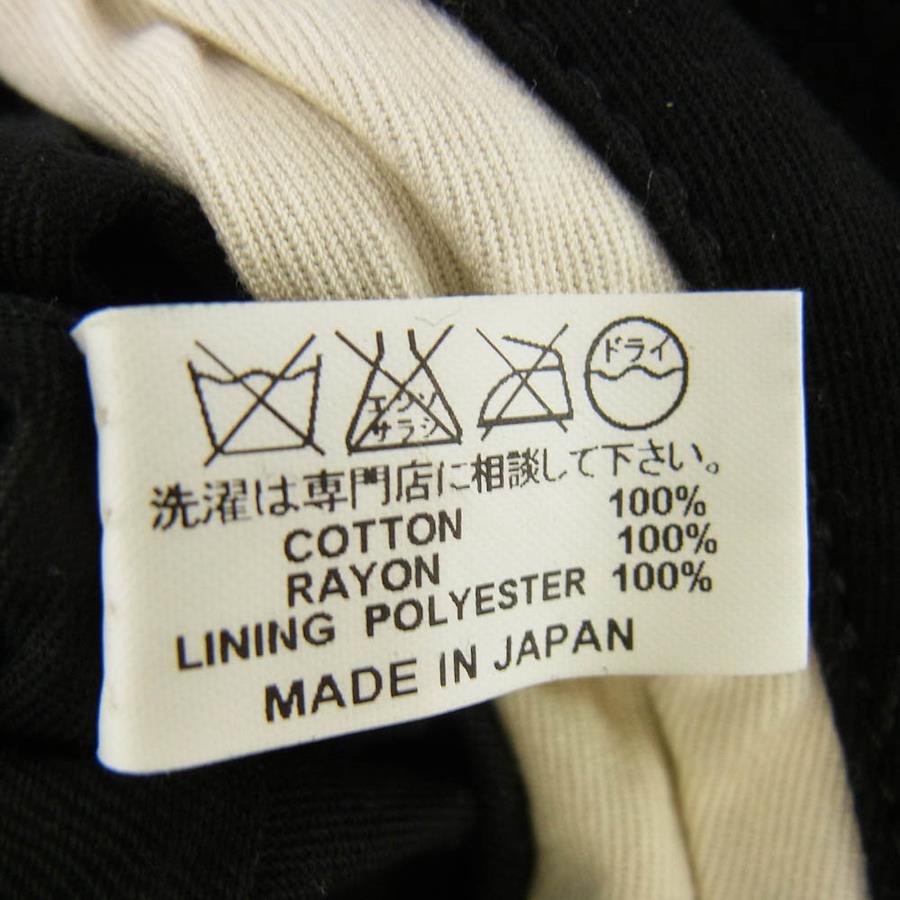 エンソ
サラシ
ドライ
洗濯は専門店に相談して下さい。
COTTON 100%
RAYON 100%
LINING POLYESTER 100%
MADE IN JAPAN